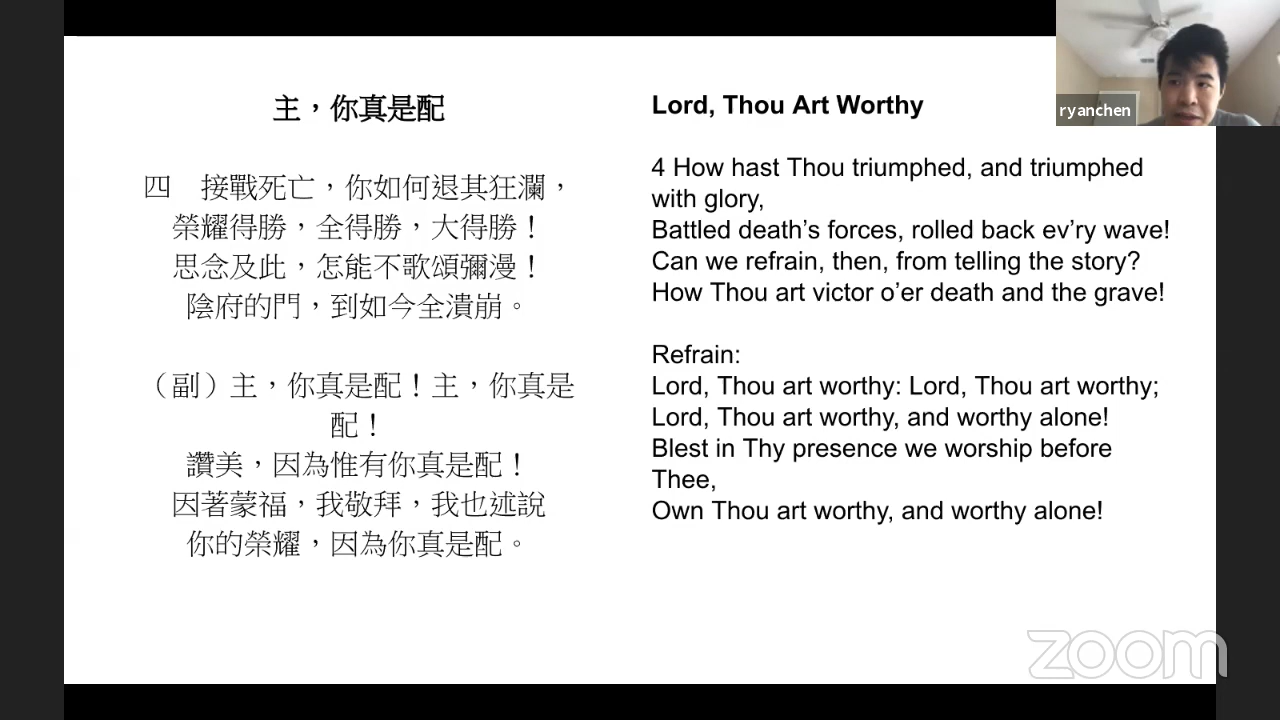 主，你真是配
四　接戰死亡，你如何退其狂瀾，
榮耀得勝，全得勝，大得勝！
思念及此，怎能不歌頌彌漫！
陰府的門，到如今全潰崩。
（副）主，你真是配！主，你真是
配！
讚美，因為惟有你真是配！
因著蒙福，我敬拜，我也述說
你的榮耀，因為你真是配。
Lord, Thou Art Worthy
4 How hast Thou triumphed, and triumphed
with glory,
Battled death’s forces, rolled back ev’ry wave!
Can we refrain, then, from telling the story?
How Thou art victor o’er death and the grave!
Refrain:
Lord, Thou art worthy: Lord, Thou art worthy;
Lord, Thou art worthy, and worthy alone!
Blest in Thy presence we worship before
Thee,
Own Thou art worthy, and worthy alone!
ryanchen
zoom